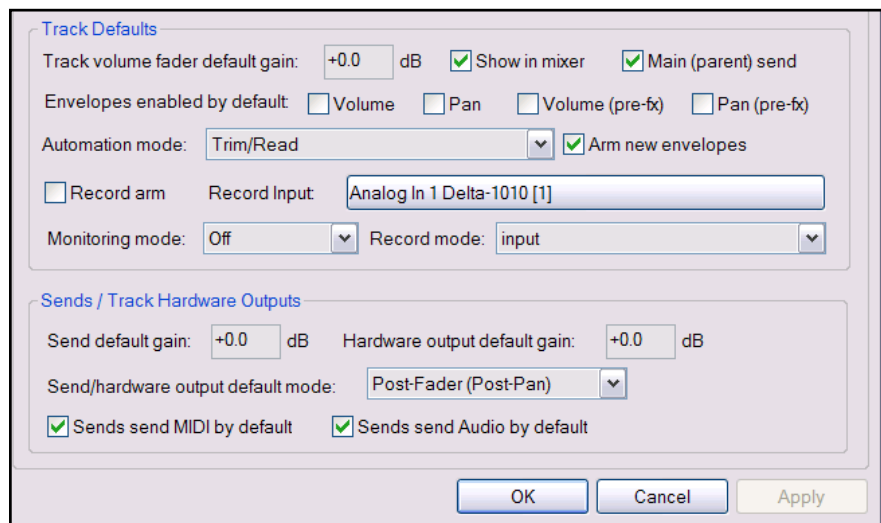 Track Defaults
Track volume fader default gain: +0.0 dB Show in mixer Main (parent) send
Envelopes enabled by default: Volume Pan Volume (pre-fx) Pan (pre-fx)
Automation mode: Trim/Read Arm new envelopes
Record arm Record Input: Analog In 1 Delta-1010 [1]
Monitoring mode: Off Record mode: input
Sends / Track Hardware Outputs
Send default gain: +0.0 dB Hardware output default gain: +0.0 dB
Send/hardware output default mode: Post-Fader (Post-Pan)
Sends send MIDI by default Sends send Audio by default
OK Cancel Apply